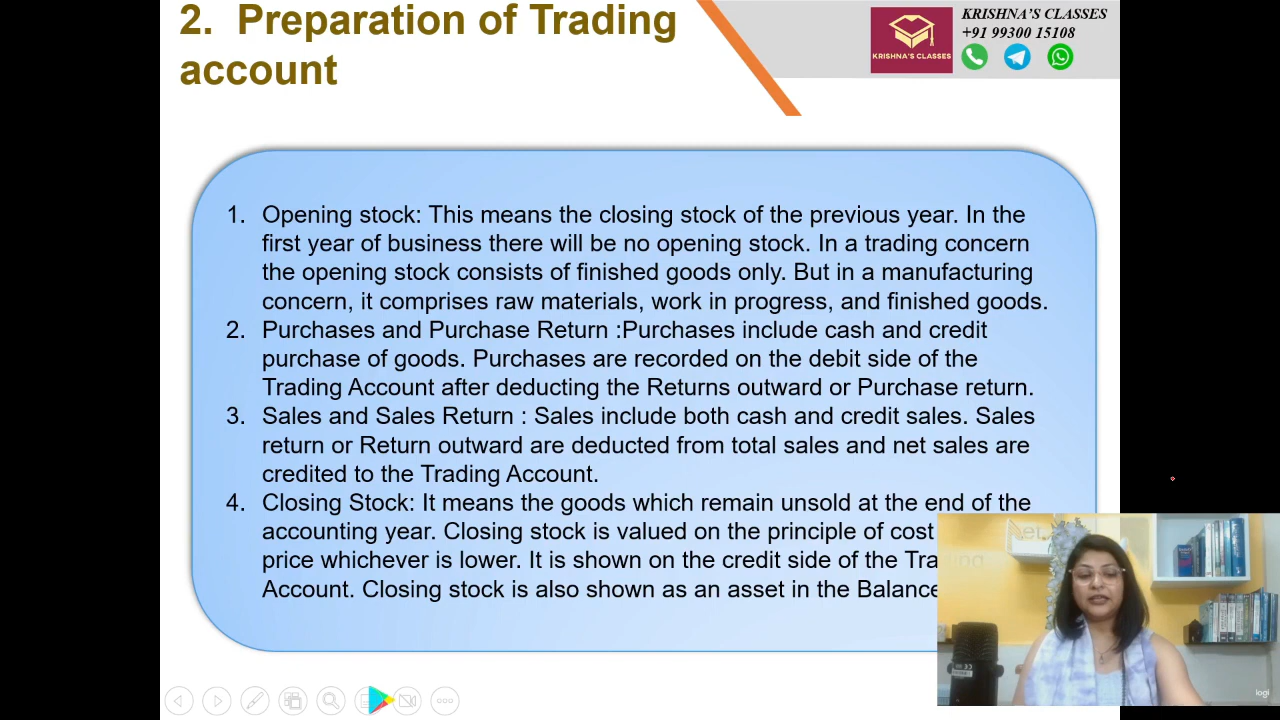 2. Preparation of Trading
account
KRISHNA'S CLASSES
+91 99300 15108
KRISHNA'S CLASSES
1. Opening stock: This means the closing stock of the previous year. In the
first year of business there will be no opening stock. In a trading concern
the opening stock consists of finished goods only. But in a manufacturing
concern, it comprises raw materials, work in progress, and finished goods.
2. Purchases and Purchase Return :Purchases include cash and credit
purchase of goods. Purchases are recorded on the debit side of the
Trading Account after deducting the Returns outward or Purchase return.
3. Sales and Sales Return : Sales include both cash and credit sales. Sales
return or Return outward are deducted from total sales and net sales are
credited to the Trading Account.
4. Closing Stock: It means the goods which remain unsold at the end of the
accounting year. Closing stock is valued on the principle of cost
price whichever is lower. It is shown on the credit side of the Trading
Account. Closing stock is also shown as an asset in the Balance
logi